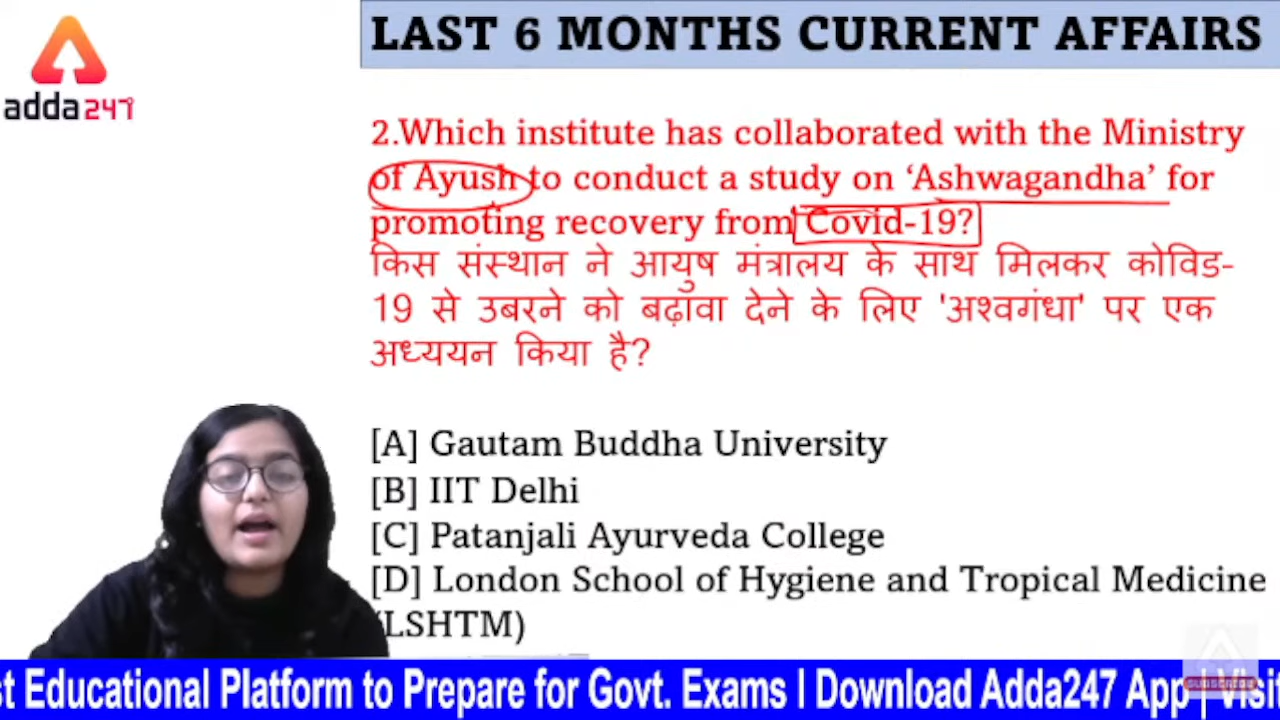 LAST 6 MONTHS CURRENT AFFAIRS
adda247
2.Which institute has collaborated with the Ministry
of Ayush to conduct a study on ‘Ashwagandha’ for
promoting recovery from Covid-19?
किस संस्थान ने आयुष मंत्रालय के साथ मिलकर कोविड-
19 से उबरने को बढ़ावा देने के लिए 'अश्वगंधा' पर एक
अध्ययन किया है?
[A] Gautam Buddha University
[B] IIT Delhi
[C] Patanjali Ayurveda College
[D] London School of Hygiene and Tropical Medicine
(LSHTM)
st Educational Platform to Prepare for Govt. Exams I Download Adda247 App | Visit
SUBSCRIBE